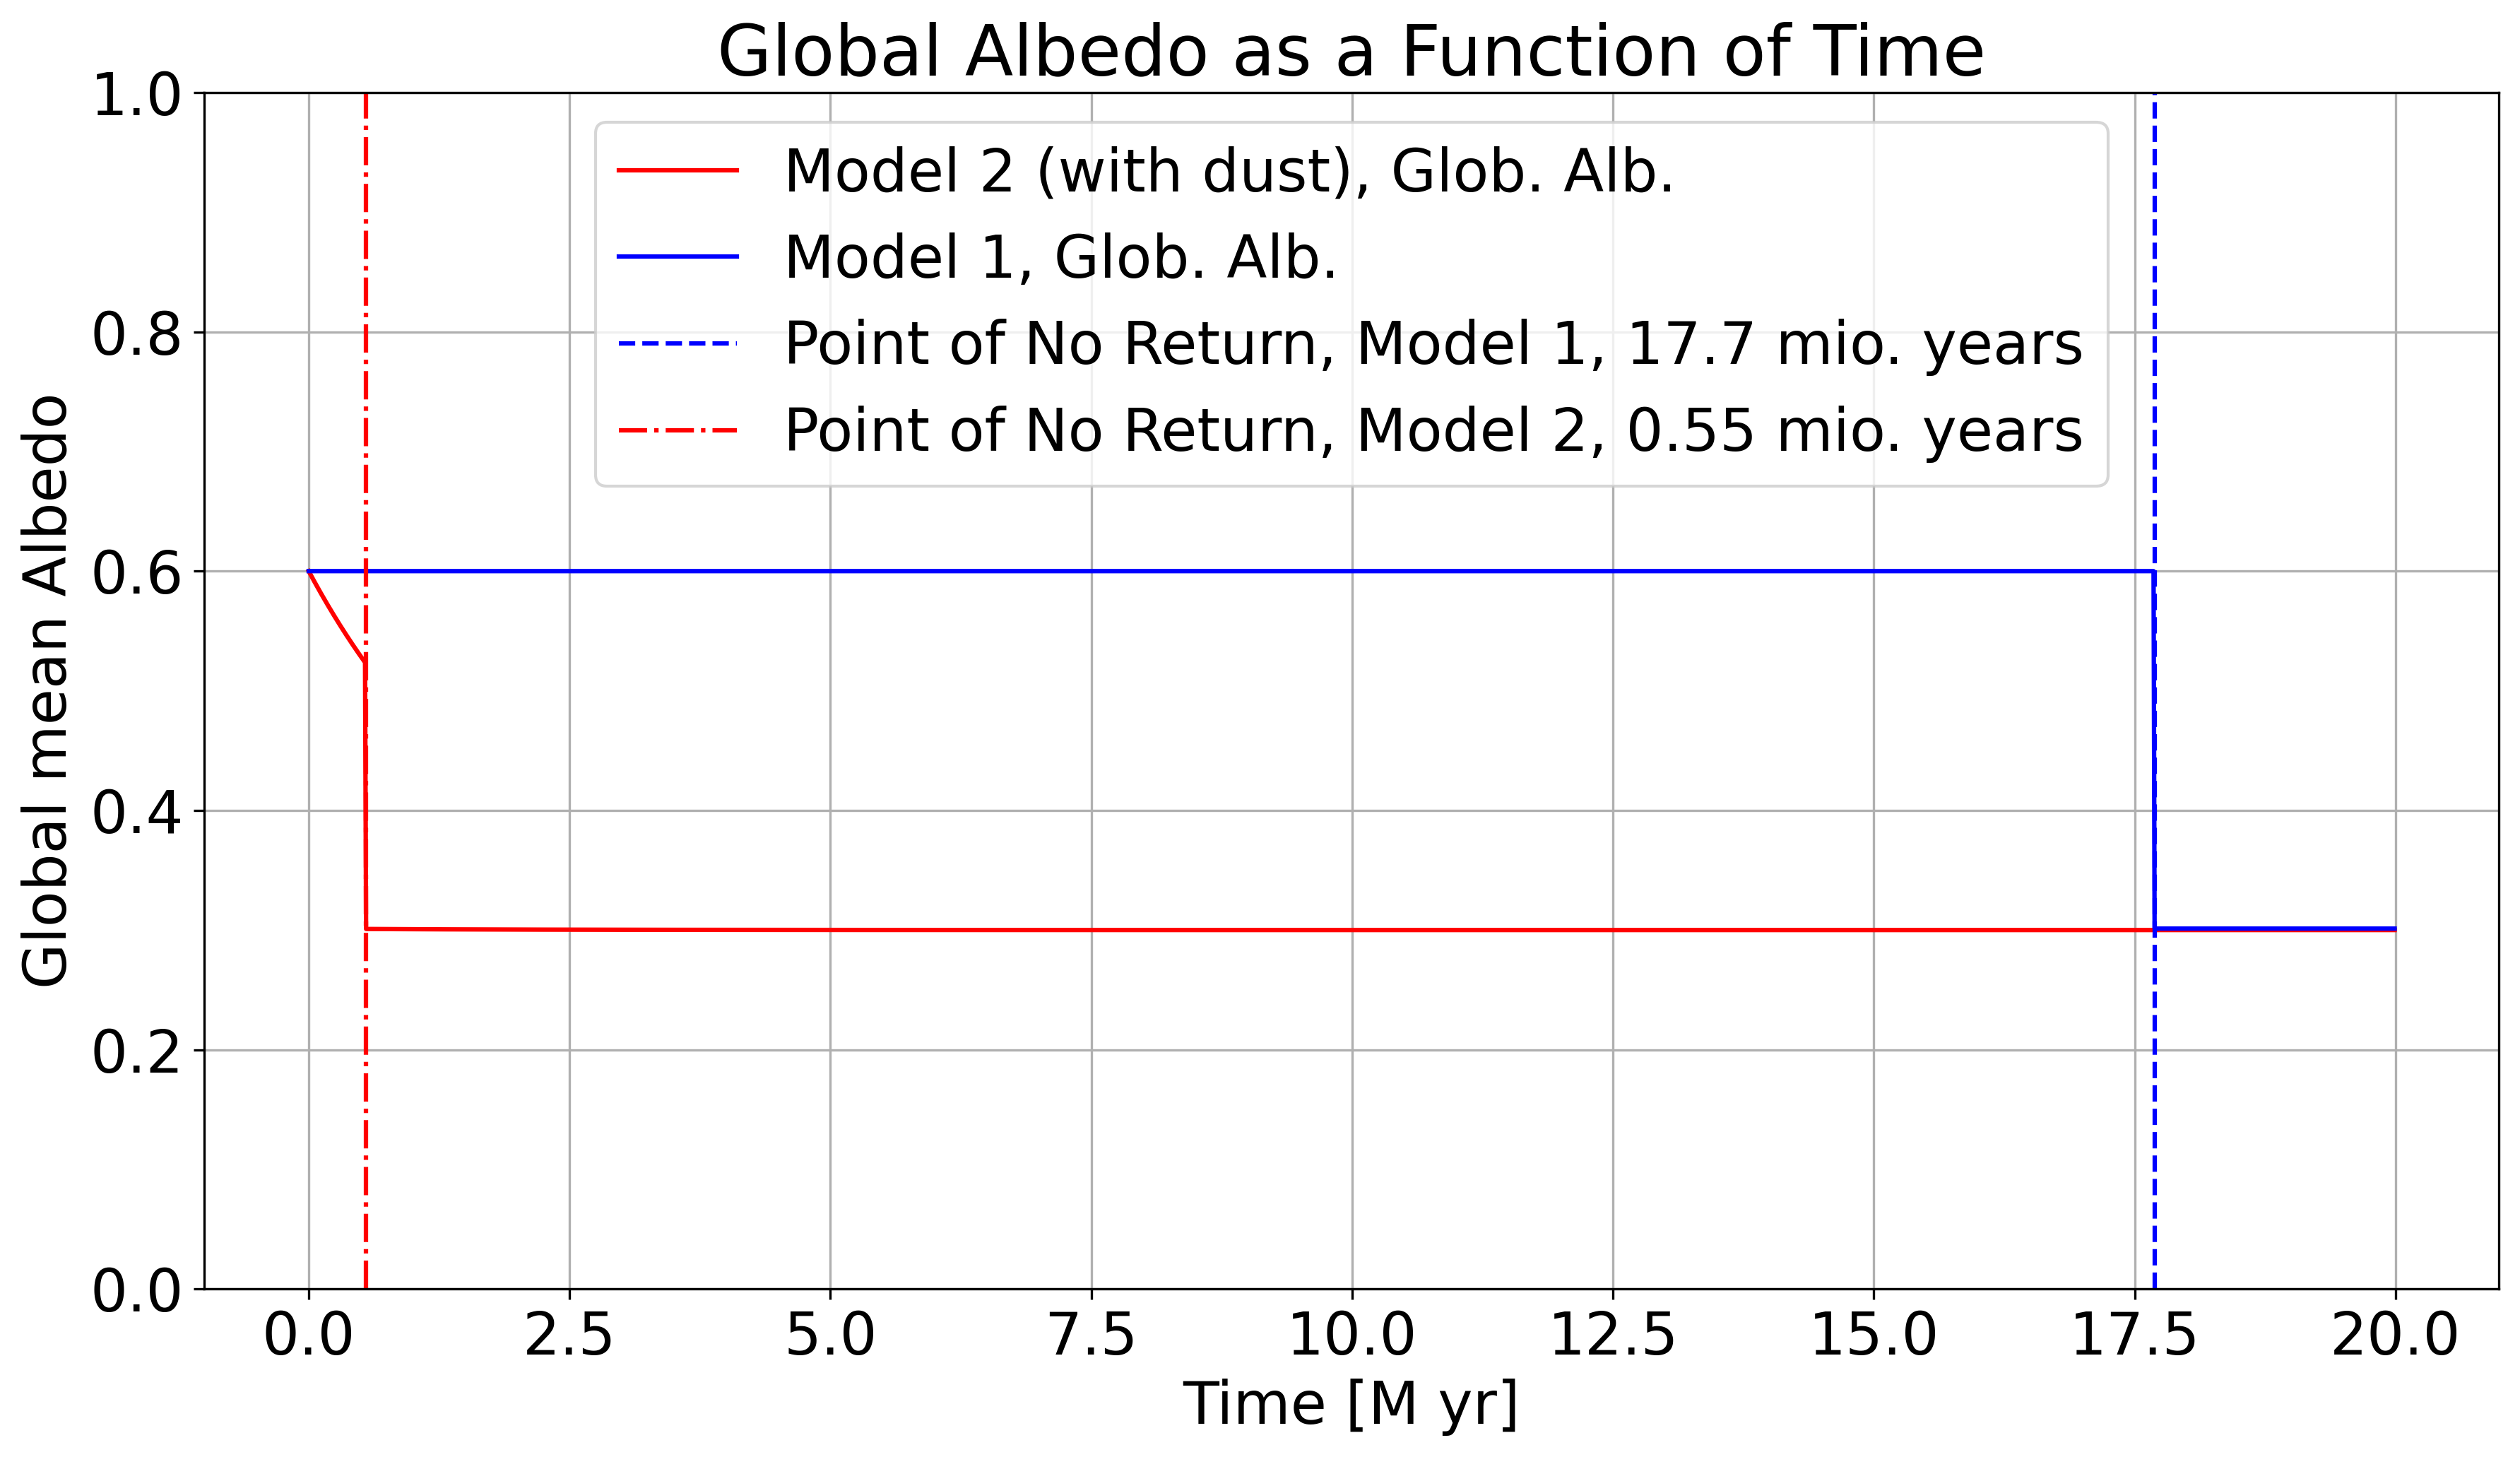 Global Albedo as a Function of Time
1.0
0.8
0.6
0.4
0.2
0.0
Global mean Albedo
Model 2 (with dust), Glob. Alb.
Model 1, Glob. Alb.
Point of No Return, Model 1, 17.7 mio. years
Point of No Return, Model 2, 0.55 mio. years
0.0 2.5 5.0 7.5 10.0 12.5 15.0 17.5 20.0
Time [M yr]